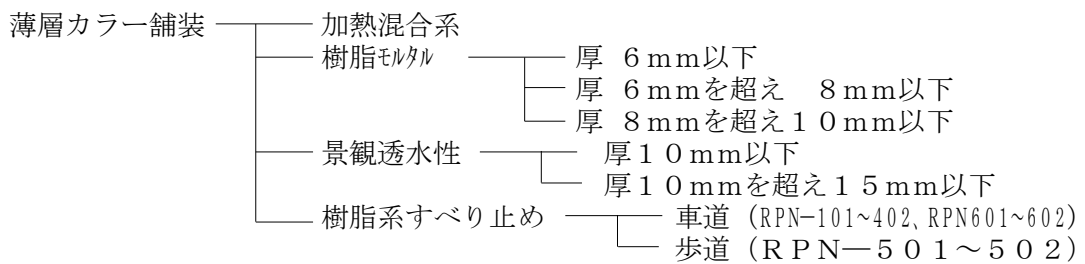 薄層カラー舗装 加熱混合系
樹脂ﾓﾙﾀﾙ 厚 6mm以下
厚 6mmを超え 8mm以下
厚 8mmを超え10mm以下
景観透水性 厚10mm以下
厚10mmを超え15mm以下
樹脂系すべり止め 車道(RPN−101~402､RPN601~602)
歩道(RPN―501~502)